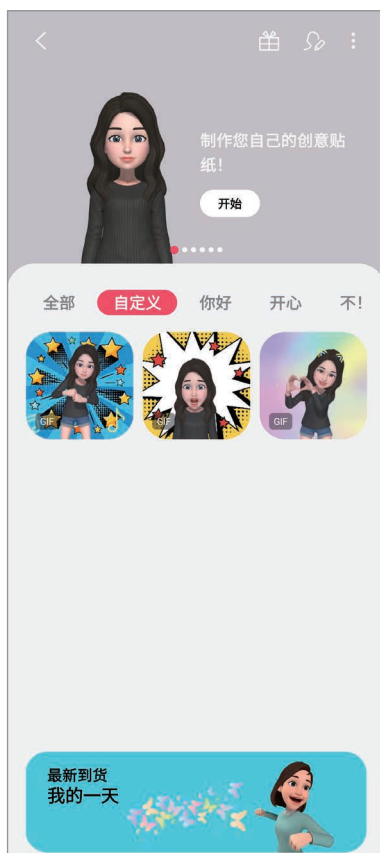 制作您自己的创意贴
纸！
开始
全部 自定义 你好 开心 不！
GIF GIF GIF
最新到货
我的一天